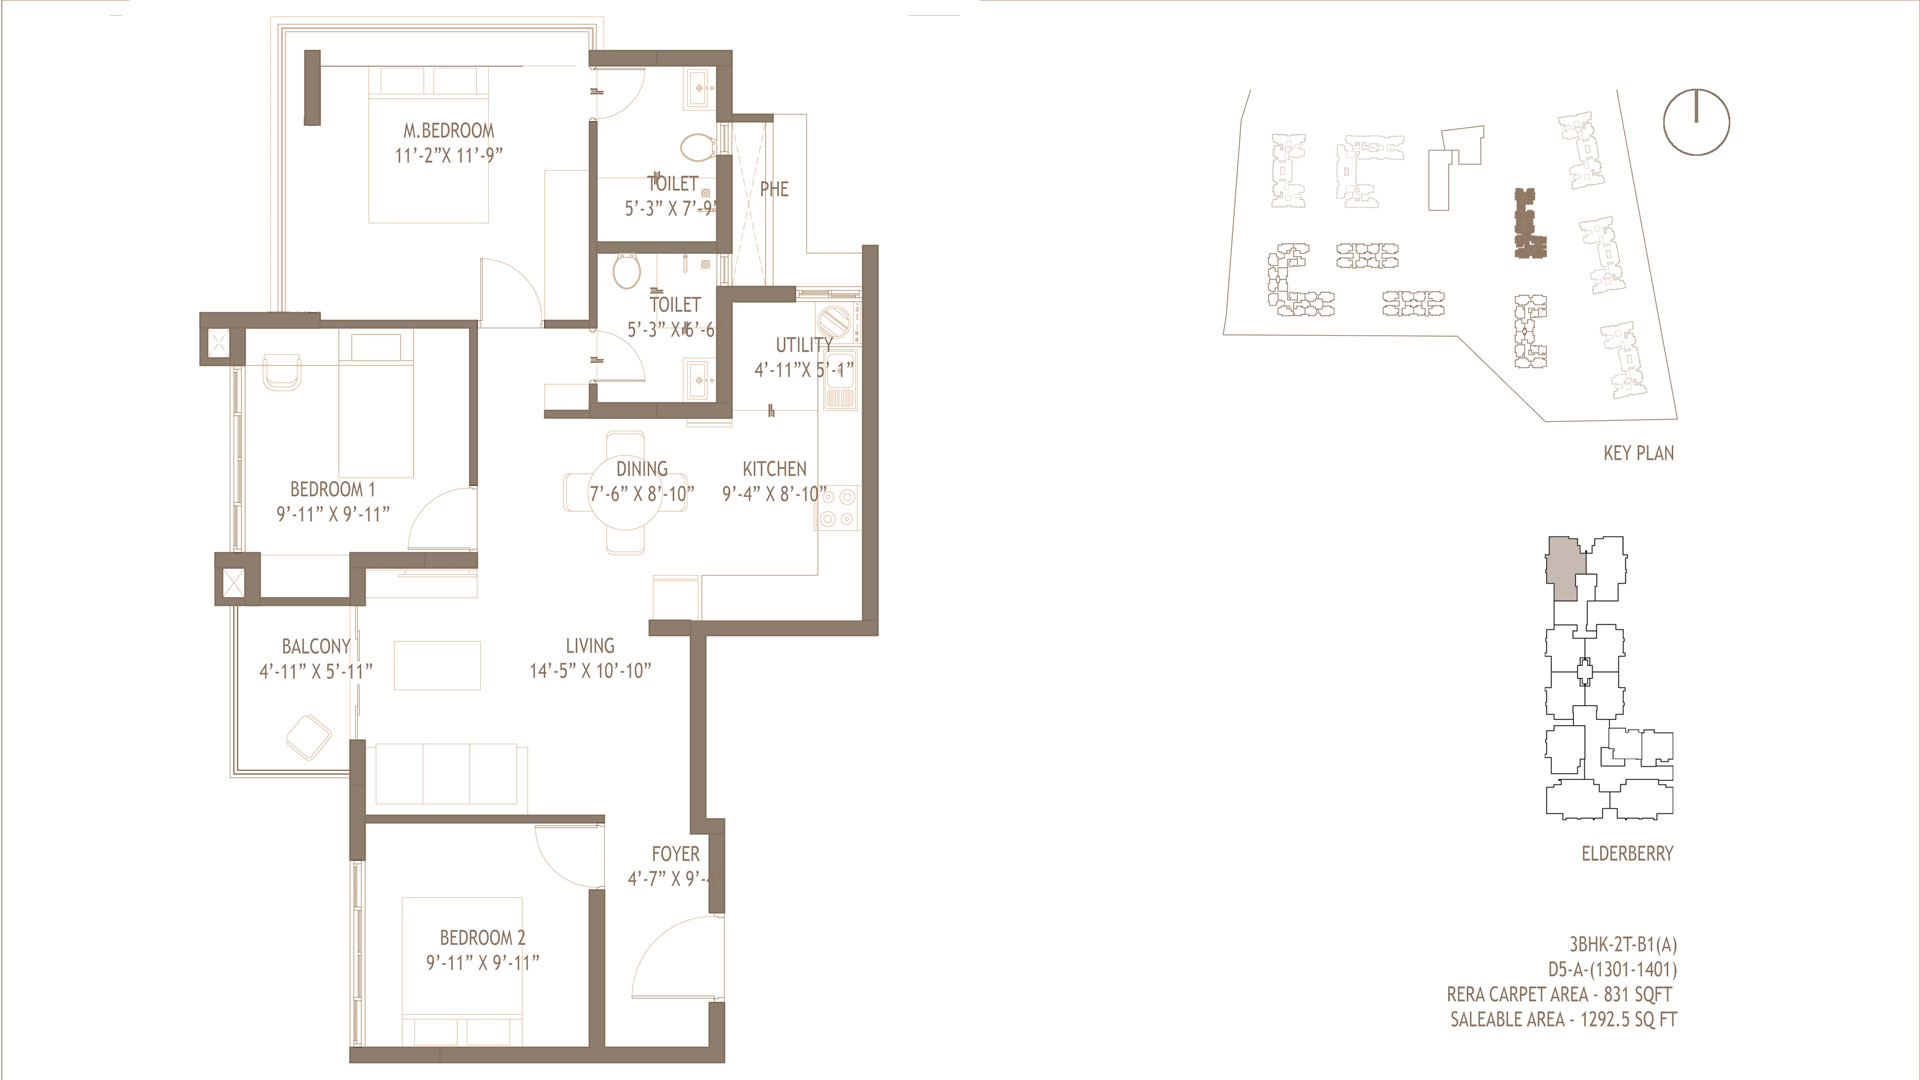 M.BEDROOM
11’-2”X 11’-9”
TOILET
5’-3” X 7’-9’
PHE
TOILET
5’-3” X 6’-6”
UTILITY
4’-11”X 5’-1”
BEDROOM 1
9’-11” X 9’-11”
DINING
7’-6” X 8’-10”
KITCHEN
9’-4” X 8’-10”
BALCONY
4’-11” X 5’-11”
LIVING
14’-5” X 10’-10”
FOYER
4’-7” X 9’-
BEDROOM 2
9’-11” X 9’-11”
KEY PLAN
ELDERBERRY
3BHK-2T-B1(A)
D5-A-(1301-1401)
RERA CARPET AREA - 831 SQFT
SALEABLE AREA - 1292.5 SQ FT